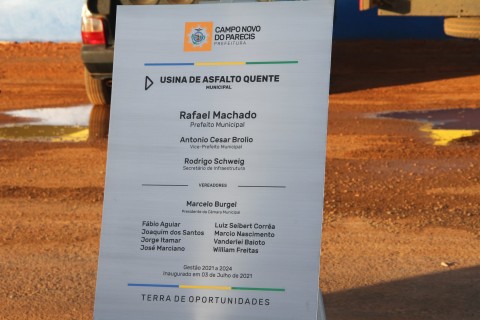 CAMPO NOVO
DO PARECIS
PREFEITURA
USINA DE ASFALTO QUENTE
MUNICIPAL
Rafael Machado
Prefeito Municipal
Antonio Cesar Brolio
Vice-Prefeito Municipal
Rodrigo Schweig
Secretário de Infraestrutura
VEREADORES
Marcelo Burgel
Presidente da Câmara Municipal
Fábio Aguiar
Joaquim dos Santos
Jorge Itamar
José Marciano
Luiz Seibert Corrêa
Marcio Nascimento
Vanderlei Baioto
William Freitas
Gestão 2021 a 2024
Inaugurado em 03 de Julho de 2021
TERRA DE OPORTUNIDADES